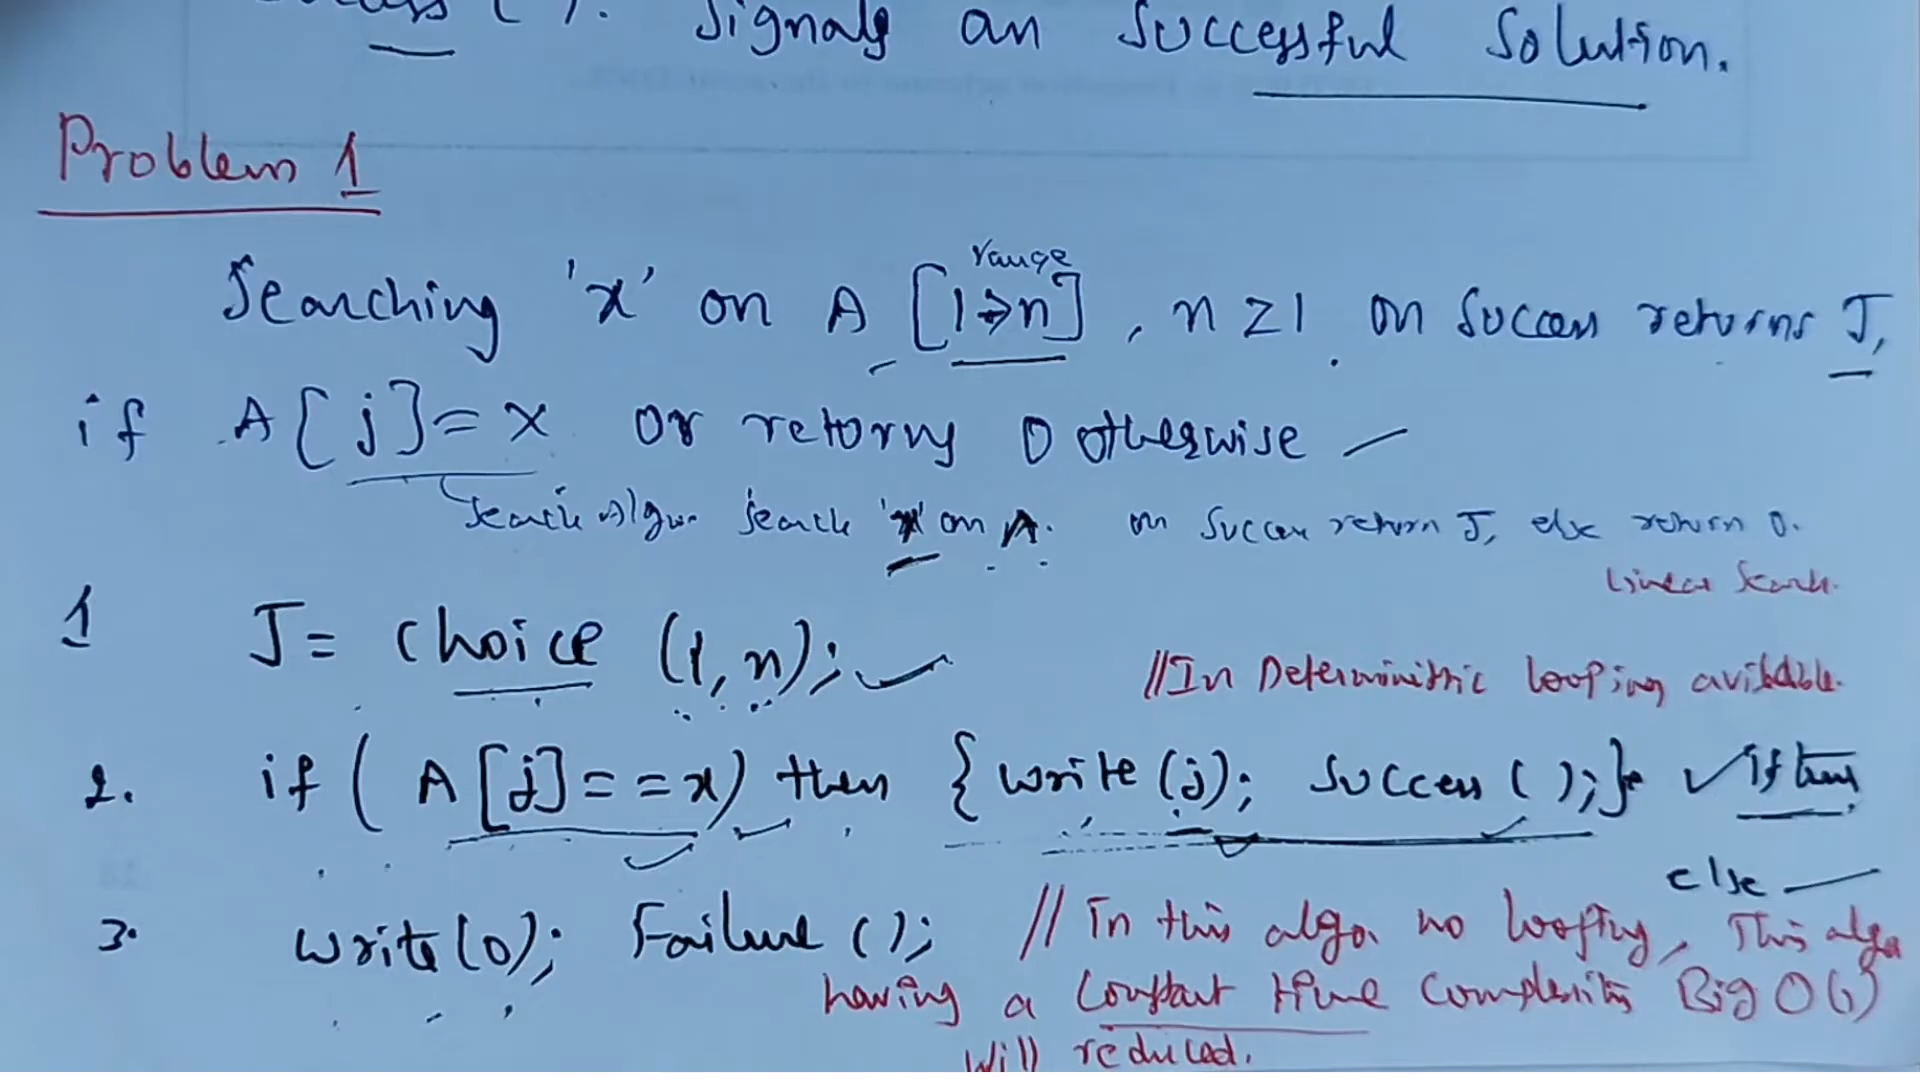 ( ). Signals an Successful Solution.
Problem 1
range
Searching 'x' on A [1→n], n ≥ 1 on Success returns J,
if A[j]= x or returns 0 otherwise
Search Algo. Search 'x' on A. on Success return J, else return 0.
Linear Search.
1 J= choice (1, n);
//In Deterministic looping avilable.
2. if ( A[j]==x) then { write (j); Success ( );} if then
else
3. write(0); Failure ( ); // In this algo. no looping, This algo
having a Constant time complexity Big O(1)
Will reduced.